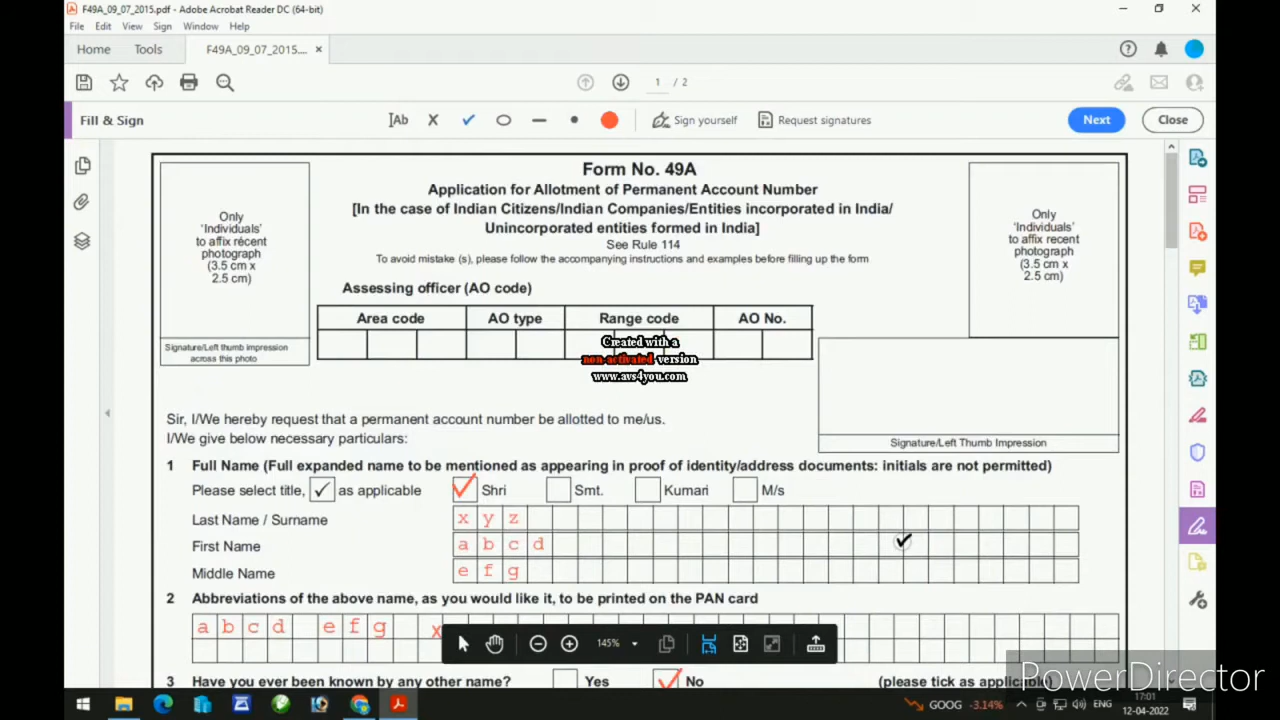 F49A_09_07_2015.pdf - Adobe Acrobat Reader DC (64-bit)
File Edit View Sign Window Help
Home Tools F49A_09_07_2015.... ×
1 / 2
Fill & Sign
Ab
Sign yourself
Request signatures
Next
Close
Form No. 49A
Application for Allotment of Permanent Account Number
[In the case of Indian Citizens/Indian Companies/Entities incorporated in India/
Unincorporated entities formed in India]
See Rule 114
To avoid mistake (s), please follow the accompanying instructions and examples before filling up the form
Only
‘Individuals’
to affix recent
photograph
(3.5 cm x
2.5 cm)
Signature/Left thumb impression
across this photo
Only
‘Individuals’
to affix recent
photograph
(3.5 cm x
2.5 cm)
Assessing officer (AO code)
Area code AO type Range code AO No.
Created with a
non-activated version
www.avs4you.com
Signature/Left Thumb Impression
Sir, I/We hereby request that a permanent account number be allotted to me/us.
I/We give below necessary particulars:
1 Full Name (Full expanded name to be mentioned as appearing in proof of identity/address documents: initials are not permitted)
Please select title, ✓ as applicable ✓ Shri Smt. Kumari M/s
Last Name / Surname x y z
First Name a b c d
Middle Name e f g
2 Abbreviations of the above name, as you would like it, to be printed on the PAN card
a b c d e f g x
145%
3 Have you ever been known by any other name? Yes ✓ No (please tick as applicable)
PowerDirector
GOOG -3.14% ENG 17:01
12-04-2022